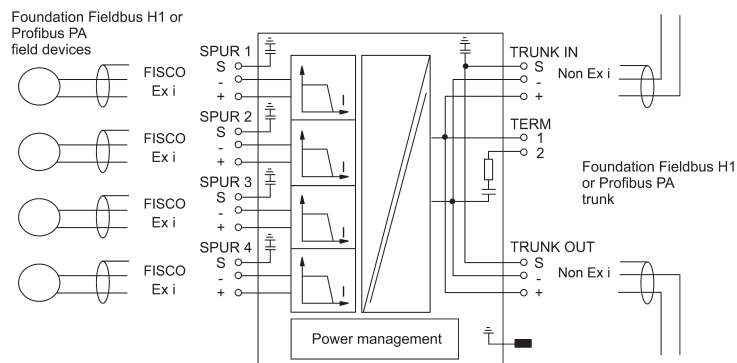 Foundation Fieldbus H1 or
Profibus PA
field devices
SPUR 1
S
-
+
FISCO
Ex i
SPUR 2
S
-
+
FISCO
Ex i
SPUR 3
S
-
+
FISCO
Ex i
SPUR 4
S
-
+
FISCO
Ex i
I
I
I
I
Power management
TRUNK IN
S
-
+
Non Ex i
TERM
1
2
Foundation Fieldbus H1
or Profibus PA
trunk
TRUNK OUT
S
-
+
Non Ex i